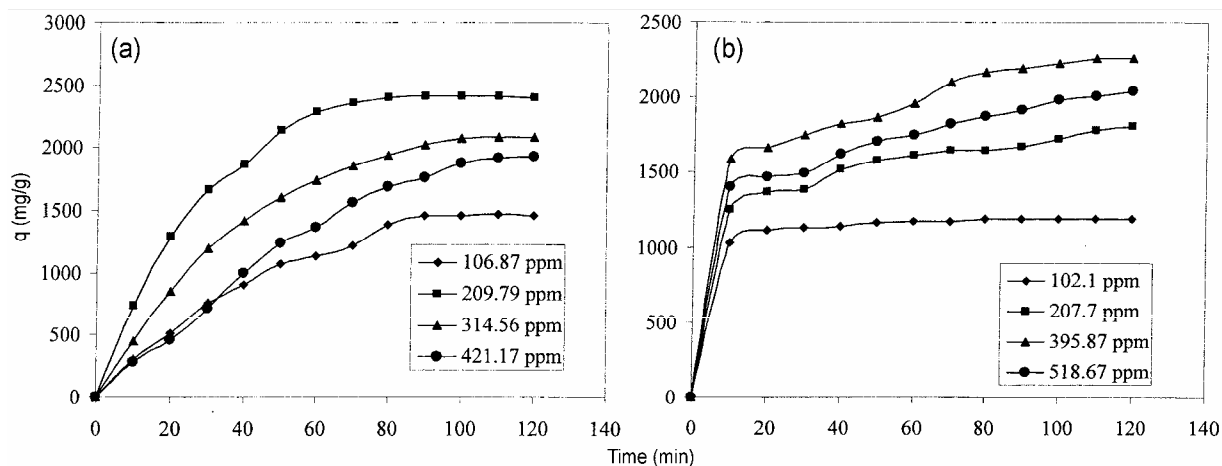 (a)
q (mg/g)
3000
2500
2000
1500
1000
500
0
0 20 40 60 80 100 120 140
106.87 ppm
209.79 ppm
314.56 ppm
421.17 ppm
(b)
2500
2000
1500
1000
500
0
0 20 40 60 80 100 120 140
102.1 ppm
207.7 ppm
395.87 ppm
518.67 ppm
Time (min)